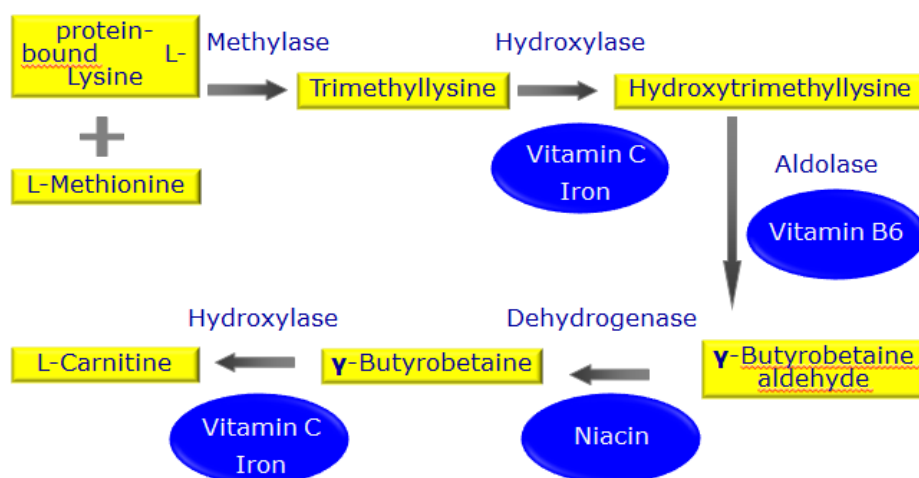 protein-
bound L-
Lysine
Methylase
Trimethyllysine
Hydroxylase
Hydroxytrimethyllysine
L-Methionine
Vitamin C
Iron
Aldolase
Vitamin B6
Hydroxylase
Dehydrogenase
L-Carnitine
γ-Butyrobetaine
γ-Butyrobetaine
aldehyde
Vitamin C
Iron
Niacin